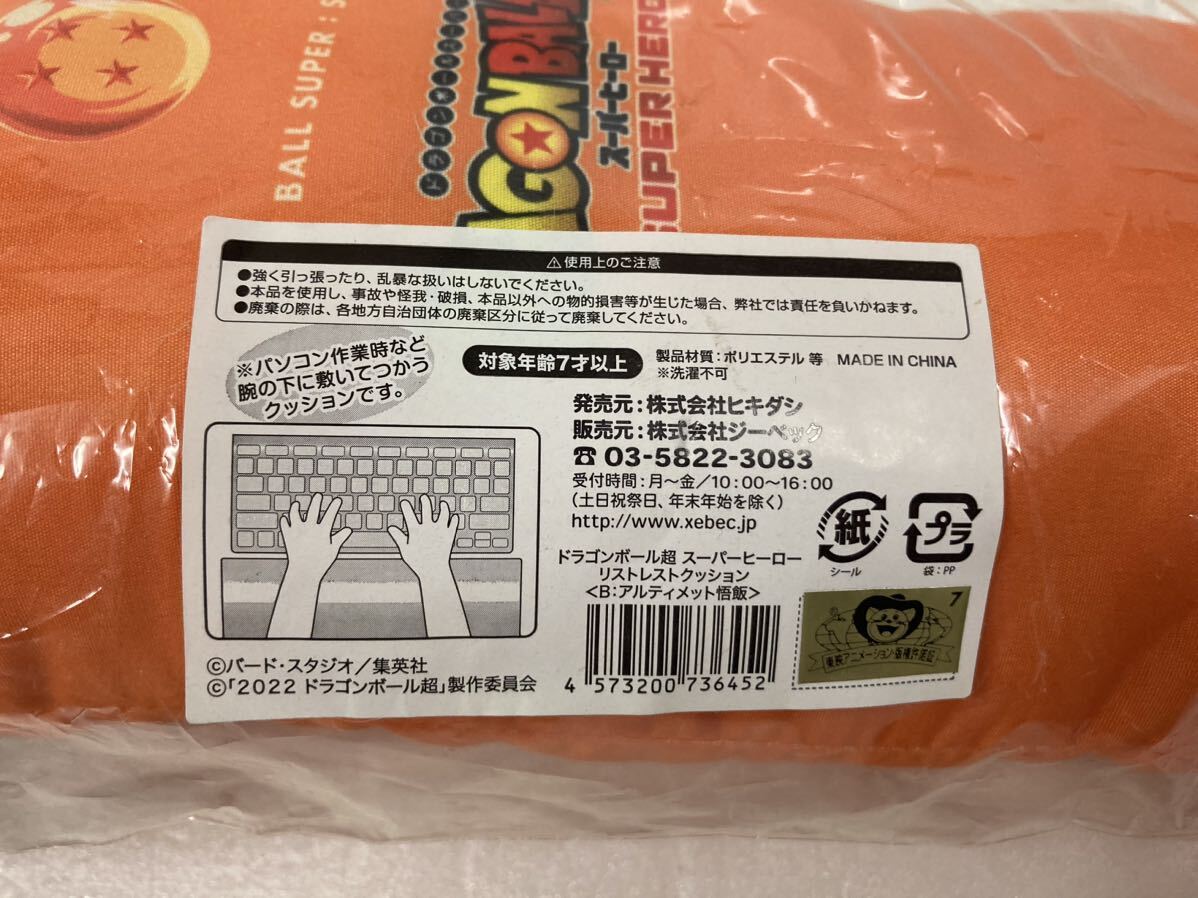 BALL SUPER : S
ドラゴンボール超
AGON BALL
スーパーヒーロー
SUPER HERO
⚠使用上のご注意
●強く引っ張ったり、乱暴な扱いはしないでください。
●本品を使用し、事故や怪我・破損、本品以外への物的損害等が生じた場合、弊社では責任を負いかねます。
●廃棄の際は、各地方自治団体の廃棄区分に従って廃棄してください。
※パソコン作業時など
腕の下に敷いてつかう
クッションです。
対象年齢7才以上
製品材質：ポリエステル 等 MADE IN CHINA
※洗濯不可
発売元：株式会社ヒキダシ
販売元：株式会社ジーベック
☎ 03-5822-3083
受付時間：月～金／10：00～16：00
（土日祝祭日、年末年始を除く）
http://www.xebec.jp
ドラゴンボール超 スーパーヒーロー
リストレストクッション
＜B：アルティメット悟飯＞
4 573200 736452
紙
シール
プラ
袋：PP
7
東映アニメーション・版権許諾証
©バード・スタジオ／集英社
©「2022 ドラゴンボール超」製作委員会